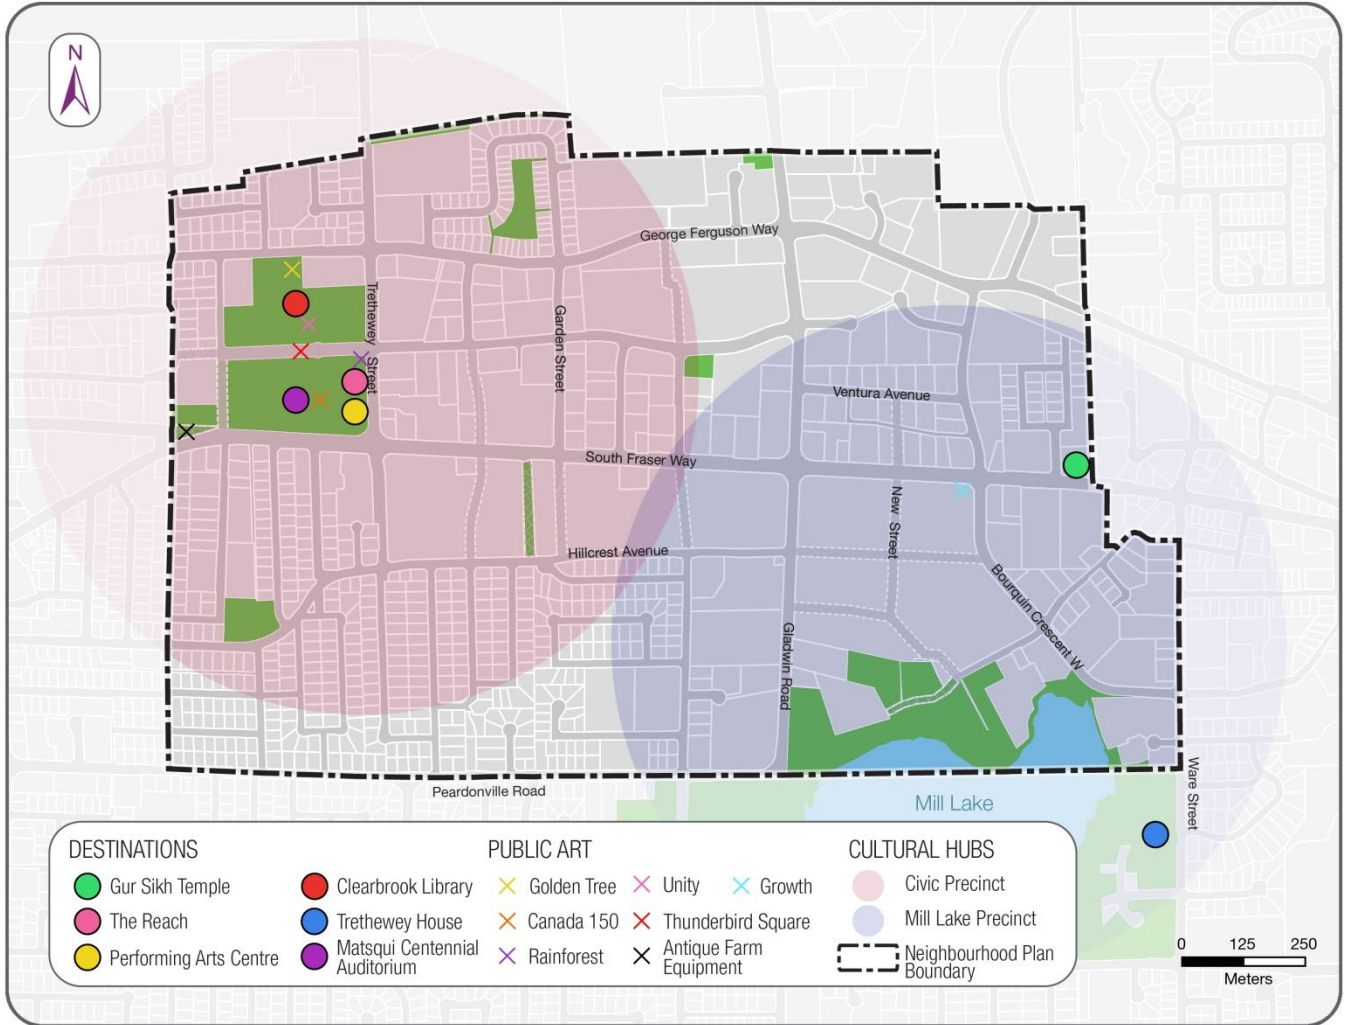 N
George Ferguson Way
Trethewey Street
Garden Street
Ventura Avenue
South Fraser Way
New Street
Hillcrest Avenue
Bourquin Crescent W
Gladwin Road
Ware Street
Peardonville Road
Mill Lake
DESTINATIONS
Gur Sikh Temple
The Reach
Performing Arts Centre
Clearbrook Library
Trethewey House
Matsqui Centennial
Auditorium
PUBLIC ART
Golden Tree
Canada 150
Rainforest
Unity
Thunderbird Square
Antique Farm
Equipment
Growth
CULTURAL HUBS
Civic Precinct
Mill Lake Precinct
Neighbourhood Plan
Boundary
0 125 250
Meters